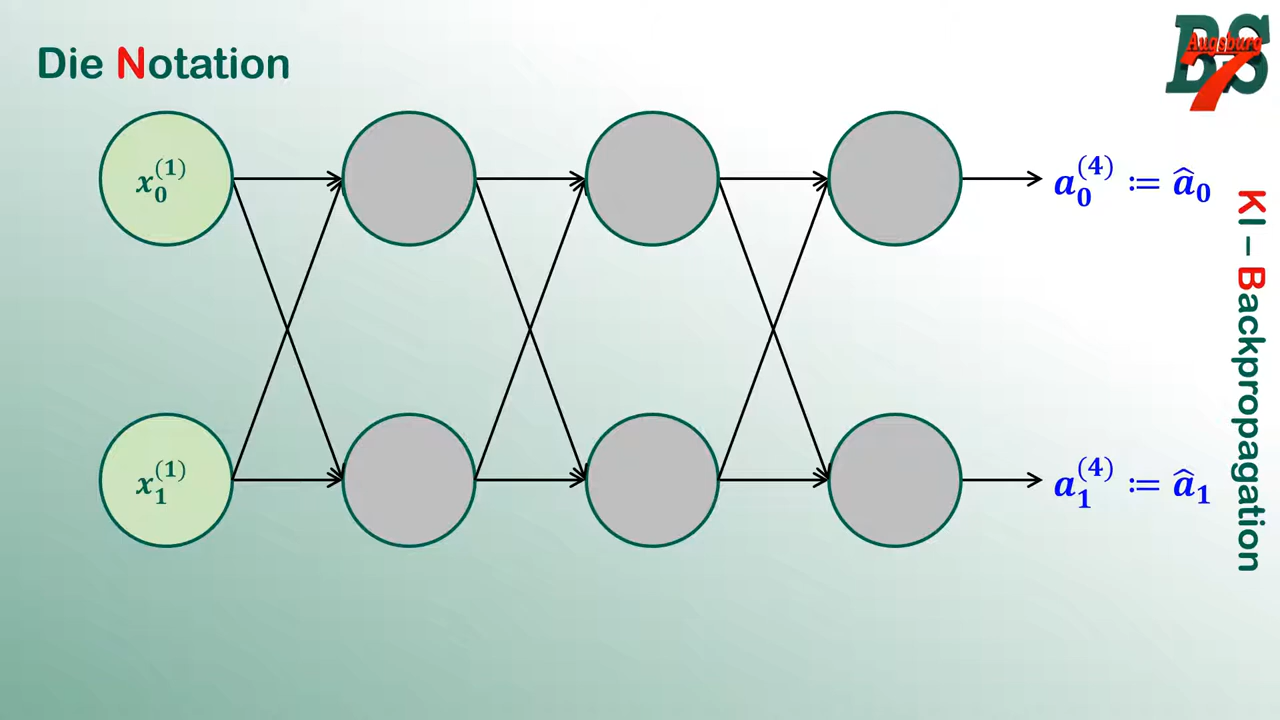 Die Notation
BS
Augsburg
7
x_0^{(1)}
a_0^{(4)} ≔ â_0
x_1^{(1)}
a_1^{(4)} ≔ â_1
KI – Backpropagation